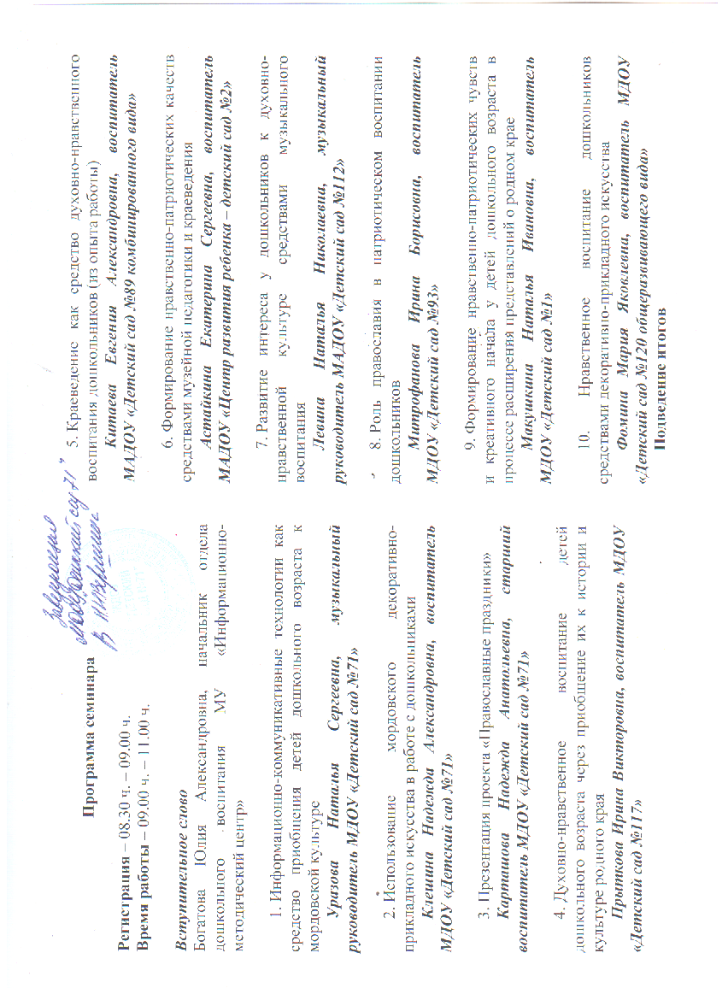 Программа семинара
Регистрация – 08.30 ч. – 09.00 ч.
Время работы – 09.00 ч. – 11.00 ч.
Вступительное слово
Богатова Юлия Александровна, начальник отдела
дошкольного воспитания МУ «Информационно-
методический центр»
1. Информационно-коммуникативные технологии как
средство приобщения детей дошкольного возраста к
мордовской культуре
Уразова Наталья Сергеевна, музыкальный
руководитель МДОУ «Детский сад №71»
2. Использование мордовского декоративно-
прикладного искусства в работе с дошкольниками
Клешина Надежда Александровна, воспитатель
МДОУ «Детский сад №71»
3. Презентация проекта «Православные праздники»
Карташова Надежда Анатольевна, старший
воспитатель МДОУ «Детский сад №71»
4. Духовно-нравственное воспитание детей
дошкольного возраста через приобщение их к истории и
культуре родного края
Прыткова Ирина Викторовна, воспитатель МДОУ
«Детский сад №117»
5. Краеведение как средство духовно-нравственного
воспитания дошкольников (из опыта работы)
Китаева Евгения Александровна, воспитатель
МАДОУ «Детский сад №89 комбинированного вида»
6. Формирование нравственно-патриотических качеств
средствами музейной педагогики и краеведения
Астайкина Екатерина Сергеевна, воспитатель
МАДОУ «Центр развития ребенка – детский сад №2»
7. Развитие интереса у дошкольников к духовно-
нравственной культуре средствами музыкального
воспитания
Левина Наталья Николаевна, музыкальный
руководитель МАДОУ «Детский сад №112»
8. Роль православия в патриотическом воспитании
дошкольников
Митрофанова Ирина Борисовна, воспитатель
МДОУ «Детский сад №93»
9. Формирование нравственно-патриотических чувств
и креативного начала у детей дошкольного возраста в
процессе расширения представлений о родном крае
Макушкина Наталья Ивановна, воспитатель
МДОУ «Детский сад №1»
10. Нравственное воспитание дошкольников
средствами декоративно-прикладного искусства
Фомина Мария Яковлевна, воспитатель МДОУ
«Детский сад №120 общеразвивающего вида»
Подведение итогов